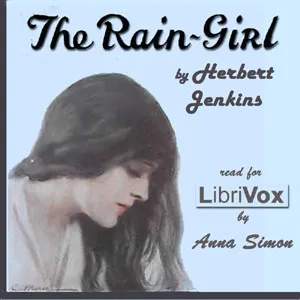 The Rain-Girl
by Herbert
Jenkins
read for
LibriVox
by
Anna Simon